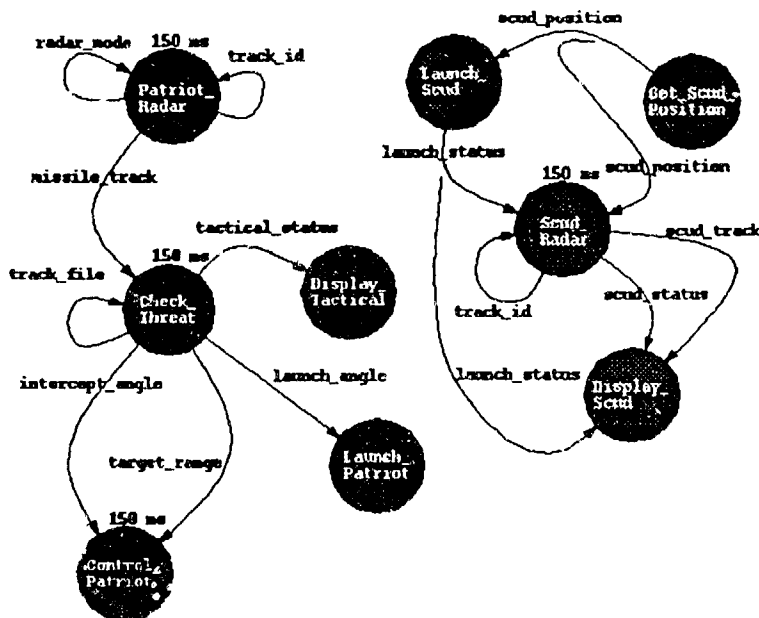 scud_position
radar_mode
150 ms
track_id
Patriot_
Radar
Launch_
Scud
Get_Scud_
Position
launch_status
scud_position
missile_track
150 ms
Scud_
Radar
scud_track
tactical_status
150 ms
track_file
Check_
Threat
Display_
Tactical
track_id
scud_status
intercept_angle
launch_angle
launch_status
Display_
Scud
target_range
Launch_
Patriot
150 ms
Control_
Patriot